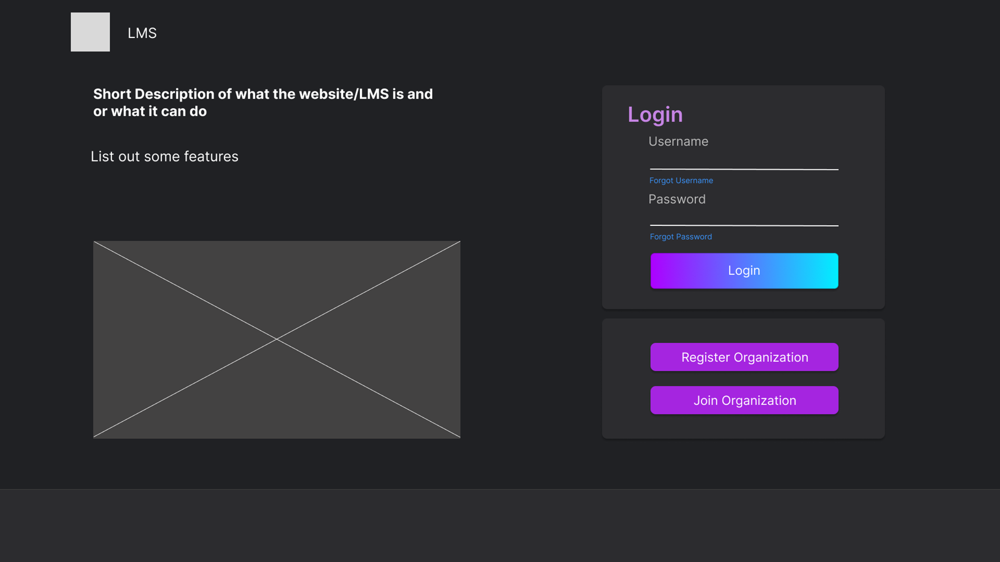 LMS
Short Description of what the website/LMS is and
or what it can do
List out some features
Login
Username
Forgot Username
Password
Forgot Password
Login
Register Organization
Join Organization